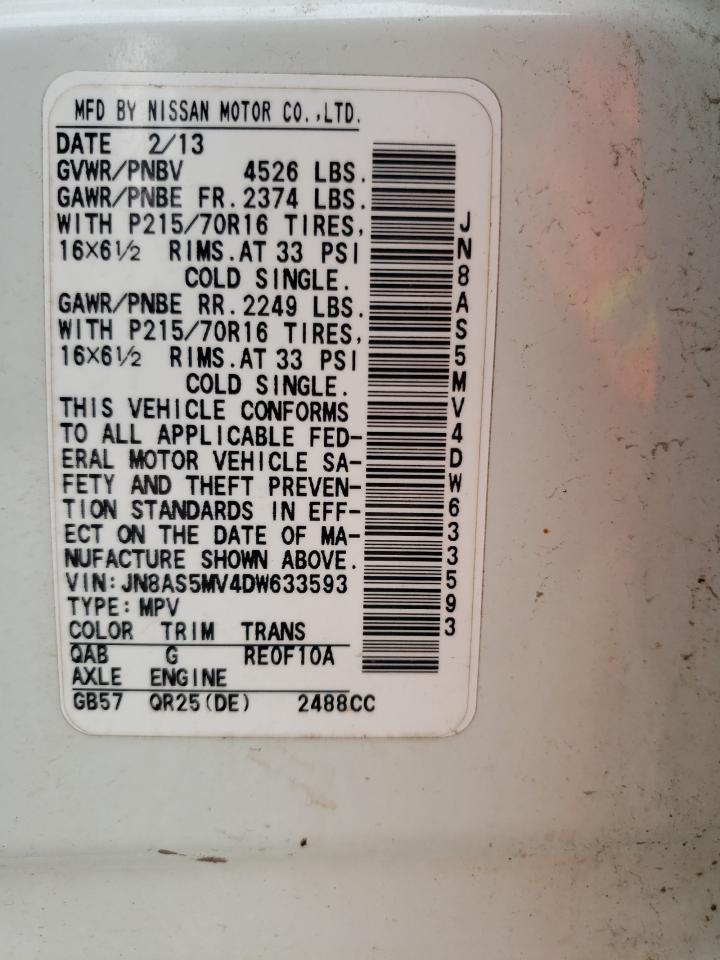 MFD BY NISSAN MOTOR CO.,LTD.
DATE 2/13
GVWR/PNBV 4526 LBS.
GAWR/PNBE FR. 2374 LBS.
WITH P215/70R16 TIRES,
16×6½ RIMS. AT 33 PSI
COLD SINGLE.
GAWR/PNBE RR. 2249 LBS.
WITH P215/70R16 TIRES,
16×6½ RIMS. AT 33 PSI
COLD SINGLE.
THIS VEHICLE CONFORMS
TO ALL APPLICABLE FED-
ERAL MOTOR VEHICLE SA-
FETY AND THEFT PREVEN-
TION STANDARDS IN EFF-
ECT ON THE DATE OF MA-
NUFACTURE SHOWN ABOVE.
VIN: JN8AS5MV4DW633593
TYPE: MPV
COLOR TRIM TRANS
QAB G RE0F10A
AXLE ENGINE
GB57 QR25(DE) 2488CC
JN8AS5MV4DW633593